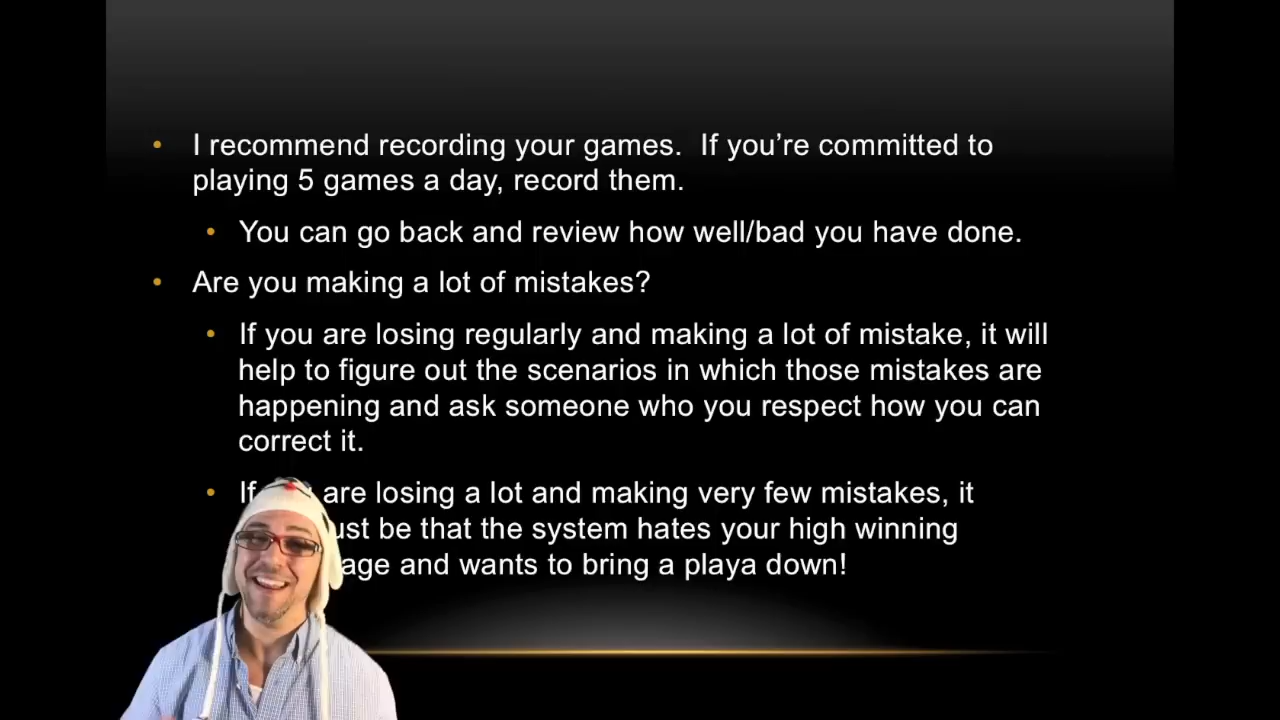 I recommend recording your games.  If you’re committed to
playing 5 games a day, record them.
You can go back and review how well/bad you have done.
Are you making a lot of mistakes?
If you are losing regularly and making a lot of mistake, it will
help to figure out the scenarios in which those mistakes are
happening and ask someone who you respect how you can
correct it.
If are losing a lot and making very few mistakes, it
be that the system hates your high winning
and wants to bring a playa down!